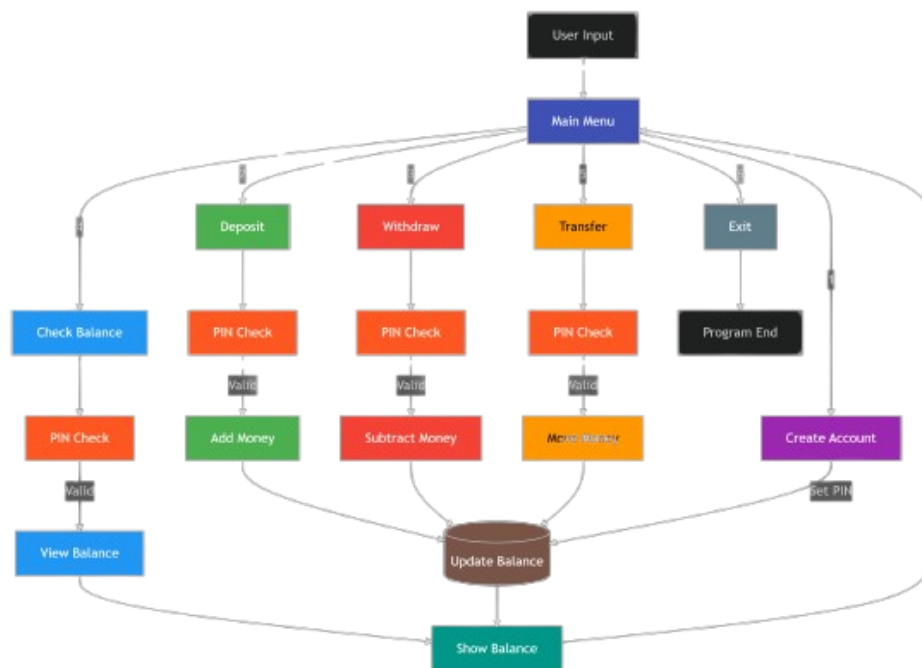 User Input
Main Menu
Deposit
Withdraw
Transfer
Exit
Check Balance
PIN Check
PIN Check
PIN Check
Program End
Valid
Valid
Valid
PIN Check
Add Money
Subtract Money
Move Money
Create Account
Valid
Set PIN
View Balance
Update Balance
Show Balance